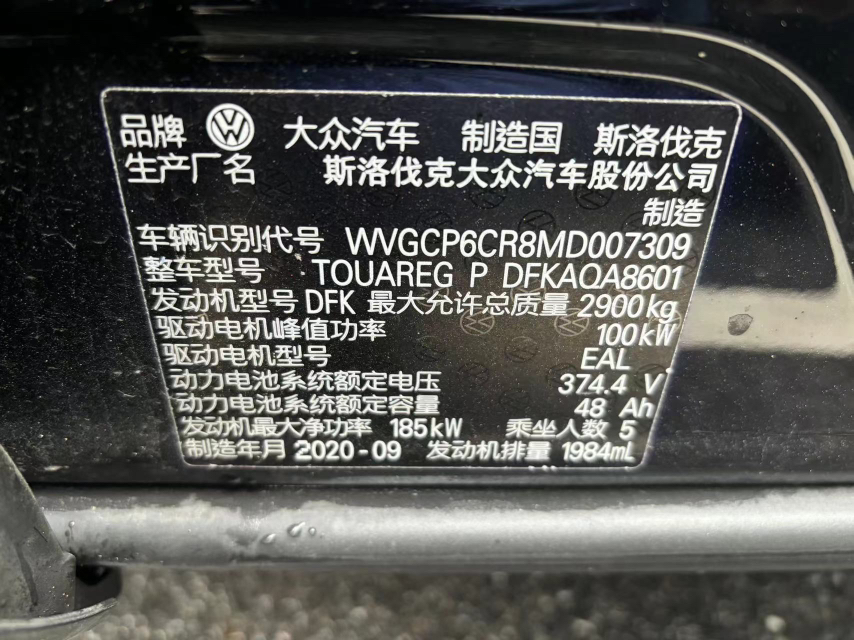 品牌 大众汽车 制造国 斯洛伐克
生产厂名 斯洛伐克大众汽车股份公司
制造
车辆识别代号 WVGCP6CR8MD007309
整车型号 TOUAREG P DFKAQA8601
发动机型号 DFK 最大允许总质量 2900kg
驱动电机峰值功率 100kW
驱动电机型号 EAL
动力电池系统额定电压 374.4 V
动力电池系统额定容量 48 Ah
发动机最大净功率 185kW 乘坐人数 5
制造年月 2020-09 发动机排量 1984mL